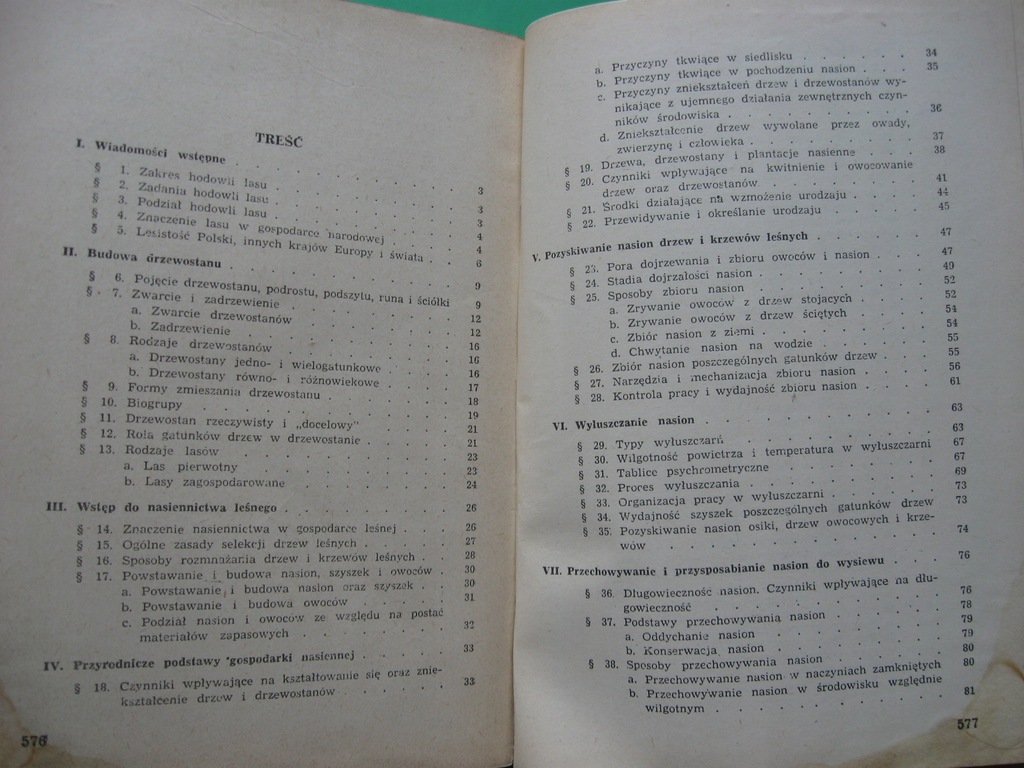 TREŚĆ
I. Wiadomości wstępne . . 3
§ 1. Zakres hodowli lasu . 3
§ 2. Zadania hodowli lasu . 3
§ 3. Podział hodowli lasu . 4
§ 4. Znaczenie lasu w gospodarce narodowej . 4
§ 5. Lesistość Polski, innych krajów Europy i świata . . 6
II. Budowa drzewostanu . 9
§ 6. Pojęcie drzewostanu, podrostu, podszytu, runa i ściółki 9
§ 7. Zwarcie i zadrzewienie . 12
a. Zwarcie drzewostanów 12
b. Zadrzewienie . 16
§ 8. Rodzaje drzewostanów 16
a. Drzewostany jedno- i wielogatunkowe . 16
b. Drzewostany równo- i różnowiekowe . 17
§ 9. Formy zmieszania drzewostanu 18
§ 10. Biogrupy . 19
§ 11. Drzewostan rzeczywisty i „docelowy" 21
§ 12. Rola gatunków drzew w drzewostanie . 21
§ 13. Rodzaje lasów . 23
a. Las pierwotny . 23
b. Lasy zagospodarowane . 24
III. Wstęp do nasiennictwa leśnego . 26
§ 14. Znaczenie nasiennictwa w gospodarce leśnej . 26
§ 15. Ogólne zasady selekcji drzew leśnych . 27
§ 16. Sposoby rozmnażania drzew i krzewów leśnych . 28
§ 17. Powstawanie i budowa nasion, szyszek i owoców . 30
a. Powstawanie i budowa nasion oraz szyszek . . 30
b. Powstawanie i budowa owoców . 31
c. Podział nasion i owoców ze względu na postać
materiałów zapasowych . 32
IV. Przyrodnicze podstawy gospodarki nasiennej . 33
§ 18. Czynniki wpływające na kształtowanie się oraz znie-
kształcenie drzew i drzewostanów . 33
576
a. Przyczyny tkwiące w siedlisku . 34
b. Przyczyny tkwiące w pochodzeniu nasion . . . 35
c. Przyczyny zniekształceń drzew i drzewostanów wy-
nikające z ujemnego działania zewnętrznych czyn-
ników środowiska . 36
d. Zniekształcenie drzew wywołane przez owady,
zwierzynę i człowieka . 37
§ 19. Drzewa, drzewostany i plantacje nasienne . . 38
§ 20. Czynniki wpływające na kwitnienie i owocowanie
drzew oraz drzewostanów . 41
§ 21. Środki działające na wzmożenie urodzaju . 44
§ 22. Przewidywanie i określanie urodzaju . 45
V. Pozyskiwanie nasion drzew i krzewów leśnych . 47
§ 23. Pora dojrzewania i zbioru owoców i nasion . . . 47
§ 24. Stadia dojrzałości nasion . 49
§ 25. Sposoby zbioru nasion . 52
a. Zrywanie owoców z drzew stojących . 52
b. Zrywanie owoców z drzew ściętych . 54
c. Zbiór nasion z ziemi . 54
d. Chwytanie nasion na wodzie . 55
§ 26. Zbiór nasion poszczególnych gatunków drzew . 55
§ 27. Narzędzia i mechanizacja zbioru nasion . 56
§ 28. Kontrola pracy i wydajność zbioru nasion . 61
VI. Wyłuszczanie nasion . 63
§ 29. Typy wyłuszczarń . 63
§ 30. Wilgotność powietrza i temperatura w wyłuszczarni 67
§ 31. Tablice psychrometryczne . 67
§ 32. Proces wyłuszczania . 69
§ 33. Organizacja pracy w wyłuszczarni . 73
§ 34. Wydajność szyszek poszczególnych gatunków drzew 73
§ 35. Pozyskiwanie nasion osiki, drzew owocowych i krze-
wów . 74
VII. Przechowywanie i przysposabianie nasion do wysiewu . . . 76
§ 36. Długowieczność nasion. Czynniki wpływające na dłu-
gowieczność . 76
§ 37. Podstawy przechowywania nasion . 78
a. Oddychanie nasion . 79
b. Konserwacja nasion . 79
§ 38. Sposoby przechowywania nasion . 80
a. Przechowywanie nasion w naczyniach zamkniętych 80
b. Przechowywanie nasion w środowisku względnie
wilgotnym . 81
577